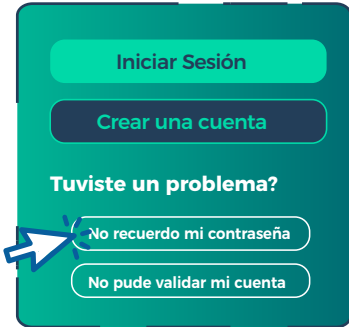 Iniciar Sesión
Crear una cuenta
Tuviste un problema?
No recuerdo mi contraseña
No pude validar mi cuenta